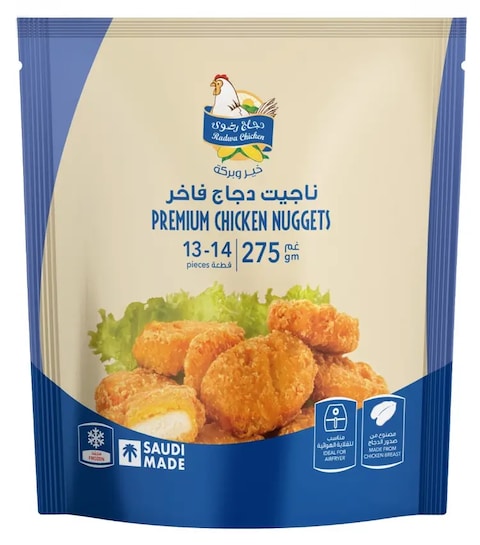 دجاج رضوى
Radwa Chicken
خير وبركة
ناجيت دجاج فاخر
PREMIUM CHICKEN NUGGETS
13-14
قطعة pieces
275 غم
gm
FROZEN
SAUDI
MADE
مناسب
للقلاية الهوائية
IDEAL FOR
AIRFRYER
مصنوع من
صدور الدجاج
MADE FROM
CHICKEN BREAST